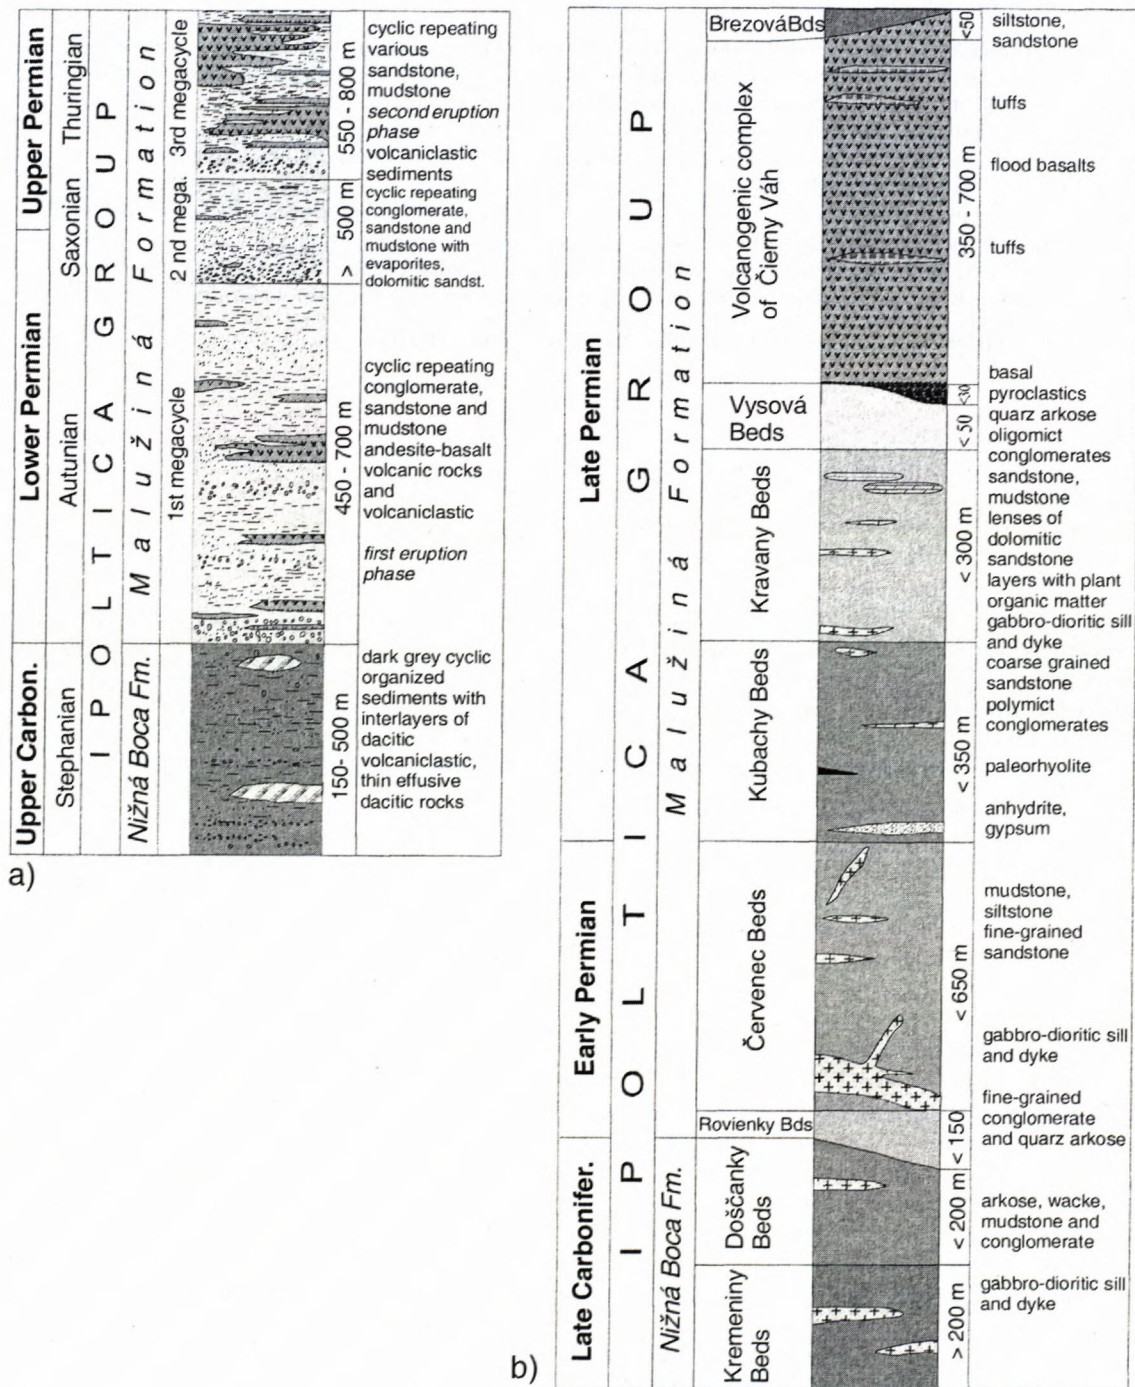 Upper Permian
Lower Permian
Upper Carbon.
Thuringian
Saxonian
Autunian
Stephanian
I P O L T I C A G R O U P
Malužiná Formation
Nižná Boca Fm.
3rd megacycle
2 nd mega.
1st megacycle
550 - 800 m
> 500 m
450 - 700 m
150- 500 m
cyclic repeating
various
sandstone,
mudstone
second eruption
phase
volcaniclastic
sediments
cyclic repeating
conglomerate,
sandstone and
mudstone with
evaporites,
dolomitic sandst.
cyclic repeating
conglomerate,
sandstone and
mudstone
andesite-basalt
volcanic rocks
and
volcaniclastic
first eruption
phase
dark grey cyclic
organized
sediments with
interlayers of
dacitic
volcaniclastic,
thin effusive
dacitic rocks
a)
Late Permian
Early Permian
Late Carbonifer.
I P O L T I C A G R O U P
Malužiná Formation
Nižná Boca Fm.
BrezováBds
Volcanogenic complex
of Čierny Váh
Vysová
Beds
Kravany Beds
Kubachy Beds
Červenec Beds
Rovienky Bds
Doščanky
Beds
Kremeniny
Beds
<50
350 - 700 m
<30
< 50
< 300 m
< 350 m
< 650 m
< 150
< 200 m
> 200 m
siltstone,
sandstone
tuffs
flood basalts
tuffs
basal
pyroclastics
quarz arkose
oligomict
conglomerates
sandstone,
mudstone
lenses of
dolomitic
sandstone
layers with plant
organic matter
gabbro-dioritic sill
and dyke
coarse grained
sandstone
polymict
conglomerates
paleorhyolite
anhydrite,
gypsum
mudstone,
siltstone
fine-grained
sandstone
gabbro-dioritic sill
and dyke
fine-grained
conglomerate
and quarz arkose
arkose, wacke,
mudstone and
conglomerate
gabbro-dioritic sill
and dyke
b)